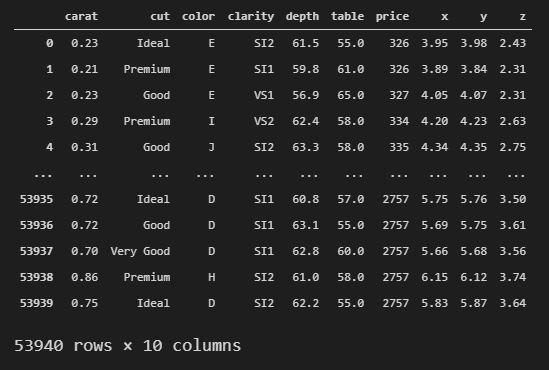 carat cut color clarity depth table price x y z
0 0.23 Ideal E SI2 61.5 55.0 326 3.95 3.98 2.43
1 0.21 Premium E SI1 59.8 61.0 326 3.89 3.84 2.31
2 0.23 Good E VS1 56.9 65.0 327 4.05 4.07 2.31
3 0.29 Premium I VS2 62.4 58.0 334 4.20 4.23 2.63
4 0.31 Good J SI2 63.3 58.0 335 4.34 4.35 2.75
... ... ... ... ... ... ... ... ... ... ...
53935 0.72 Ideal D SI1 60.8 57.0 2757 5.75 5.76 3.50
53936 0.72 Good D SI1 63.1 55.0 2757 5.69 5.75 3.61
53937 0.70 Very Good D SI1 62.8 60.0 2757 5.66 5.68 3.56
53938 0.86 Premium H SI2 61.0 58.0 2757 6.15 6.12 3.74
53939 0.75 Ideal D SI2 62.2 55.0 2757 5.83 5.87 3.64
53940 rows × 10 columns